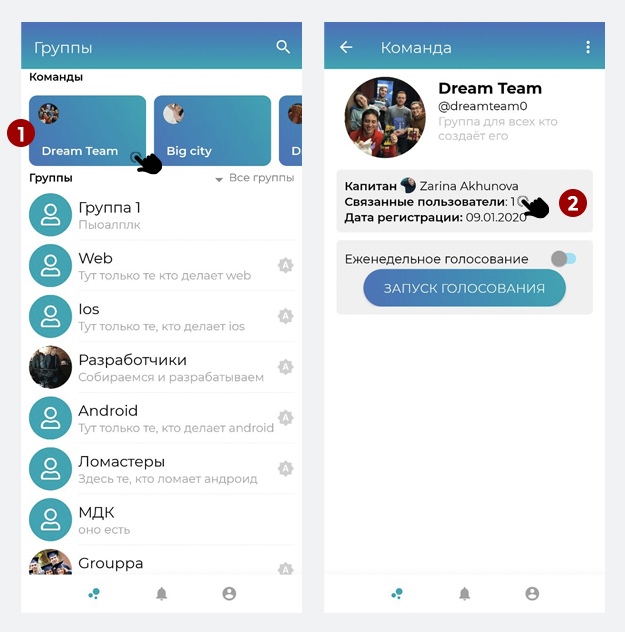 Группы
Команды
1
Dream Team
Big city
D
Группы
Все группы
Группа 1
Пыоалплк
Web
Тут только те кто делает web
A
Ios
Тут только те, кто делает ios
A
Разработчики
Собираемся и разрабатываем
A
Android
Тут только те, кто делает android
A
Ломастеры
Здесь те, кто ломает андроид
A
МДК
оно есть
Grouppa
A
Команда
Dream Team
@dreamteam0
Группа для всех кто
создаёт его
Капитан Zarina Akhunova
Связанные пользователи: 1
2
Дата регистрации: 09.01.2020
Еженедельное голосование
ЗАПУСК ГОЛОСОВАНИЯ